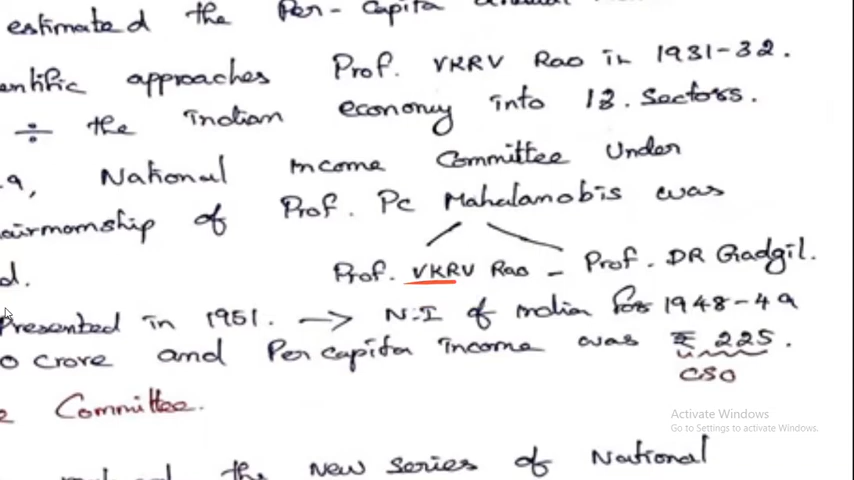 estimated the Per-Capita
entific approaches Prof. VKRV Rao in 1931-32.
÷ the Indian economy into 13. Sectors.
National Income Committee Under
airmanship of Prof. Pc Mahalanobis was
d. Prof. VKRV Rao - Prof. DR Gadgil.
Presented in 1951. → N.I of India for 1948-49
0 crore and Per capita income was ₹ 225.
CSO
e Committee.
the New Series of National
Activate Windows
Go to Settings to activate Windows.